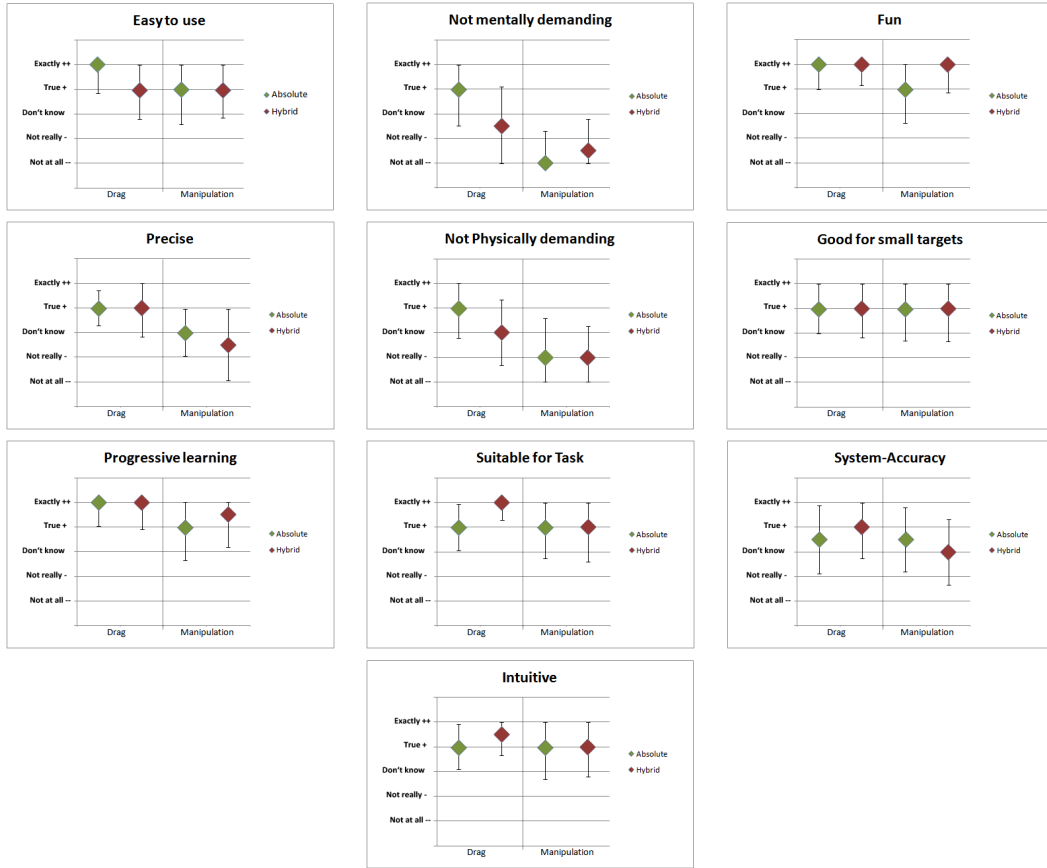 Easy to use
Exactly ++
True +
Don't know
Not really -
Not at all --
Absolute
Hybrid
Drag
Manipulation
Not mentally demanding
Exactly ++
True +
Don't know
Not really -
Not at all --
Absolute
Hybrid
Drag
Manipulation
Fun
Exactly ++
True +
Don't know
Not really -
Not at all --
Absolute
Hybrid
Drag
Manipulation
Precise
Exactly ++
True +
Don't know
Not really -
Not at all --
Absolute
Hybrid
Drag
Manipulation
Not Physically demanding
Exactly ++
True +
Don't know
Not really -
Not at all --
Absolute
Hybrid
Drag
Manipulation
Good for small targets
Exactly ++
True +
Don't know
Not really -
Not at all --
Absolute
Hybrid
Drag
Manipulation
Progressive learning
Exactly ++
True +
Don't know
Not really -
Not at all --
Absolute
Hybrid
Drag
Manipulation
Suitable for Task
Exactly ++
True +
Don't know
Not really -
Not at all --
Absolute
Hybrid
Drag
Manipulation
System-Accuracy
Exactly ++
True +
Don't know
Not really -
Not at all --
Absolute
Hybrid
Drag
Manipulation
Intuitive
Exactly ++
True +
Don't know
Not really -
Not at all --
Absolute
Hybrid
Drag
Manipulation